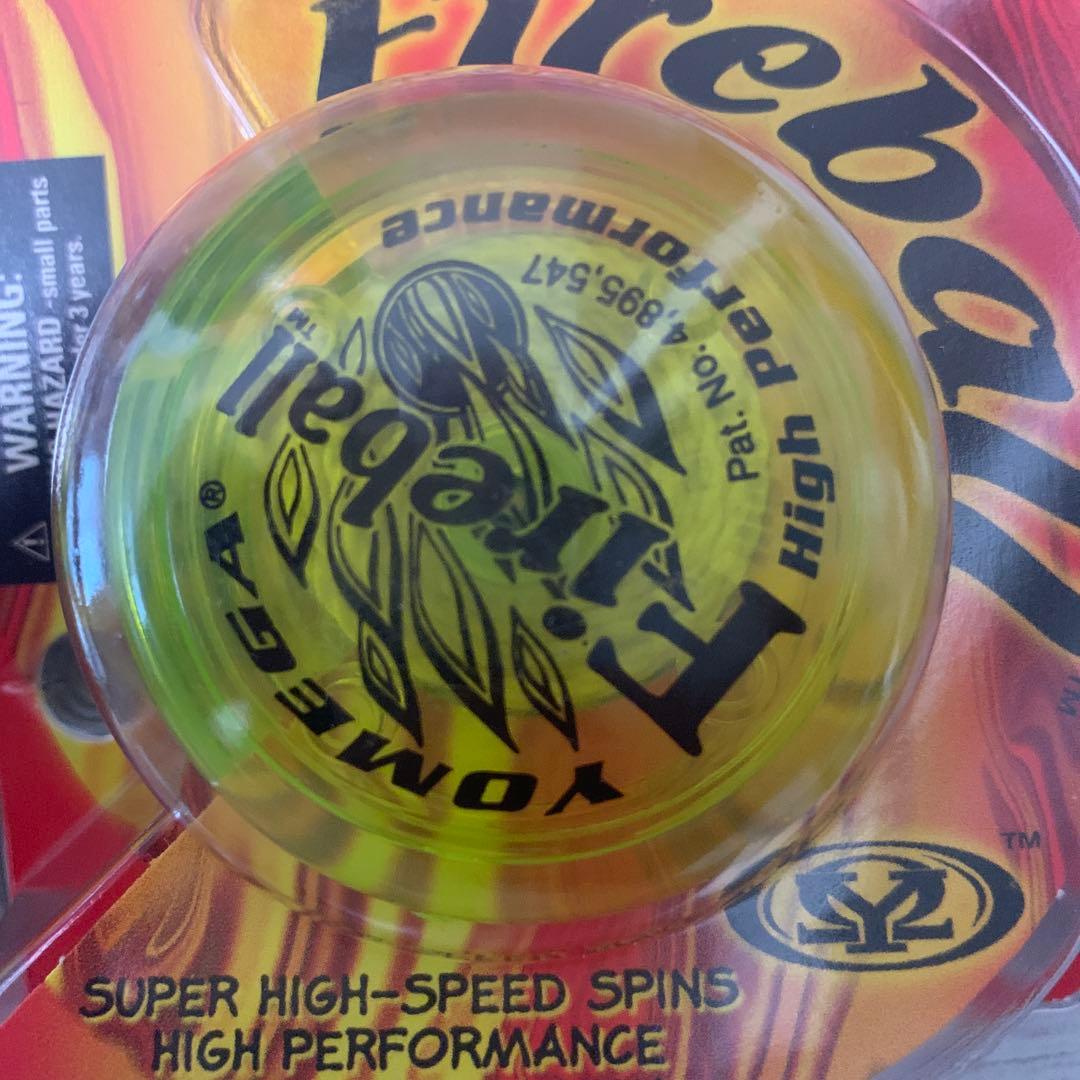 Fireball
TM
WARNING:
HAZARD-small parts
3 years.
High Performance
Pat. No. 4,895,547
Fireball™
YOMEGA®
TM
SUPER HIGH-SPEED SPINS
HIGH PERFORMANCE